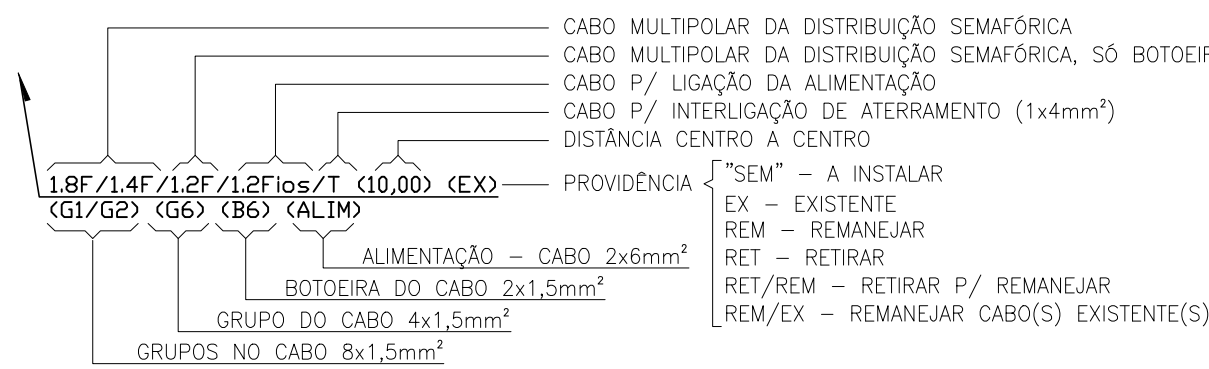 CABO MULTIPOLAR DA DISTRIBUIÇÃO SEMAFÓRICA
CABO MULTIPOLAR DA DISTRIBUIÇÃO SEMAFÓRICA, SÓ
CABO P/ LIGAÇÃO DA ALIMENTAÇÃO
CABO P/ INTERLIGAÇÃO DE ATERRAMENTO (1x4mm²)
DISTÂNCIA CENTRO A CENTRO
1.8F/1.4F/1.2F/1.2Fios/T (10,00) (EX)
(G1/G2) (G6) (B6) (ALIM)
PROVIDÊNCIA
"SEM" – A INSTALAR
EX – EXISTENTE
REM – REMANEJAR
RET – RETIRAR
RET/REM – RETIRAR P/ REMANEJAR
REM/EX – REMANEJAR CABO(S) EXISTENTE(S)
ALIMENTAÇÃO – CABO 2x6mm²
BOTOEIRA DO CABO 2x1,5mm²
GRUPO DO CABO 4x1,5mm²
GRUPOS NO CABO 8x1,5mm²